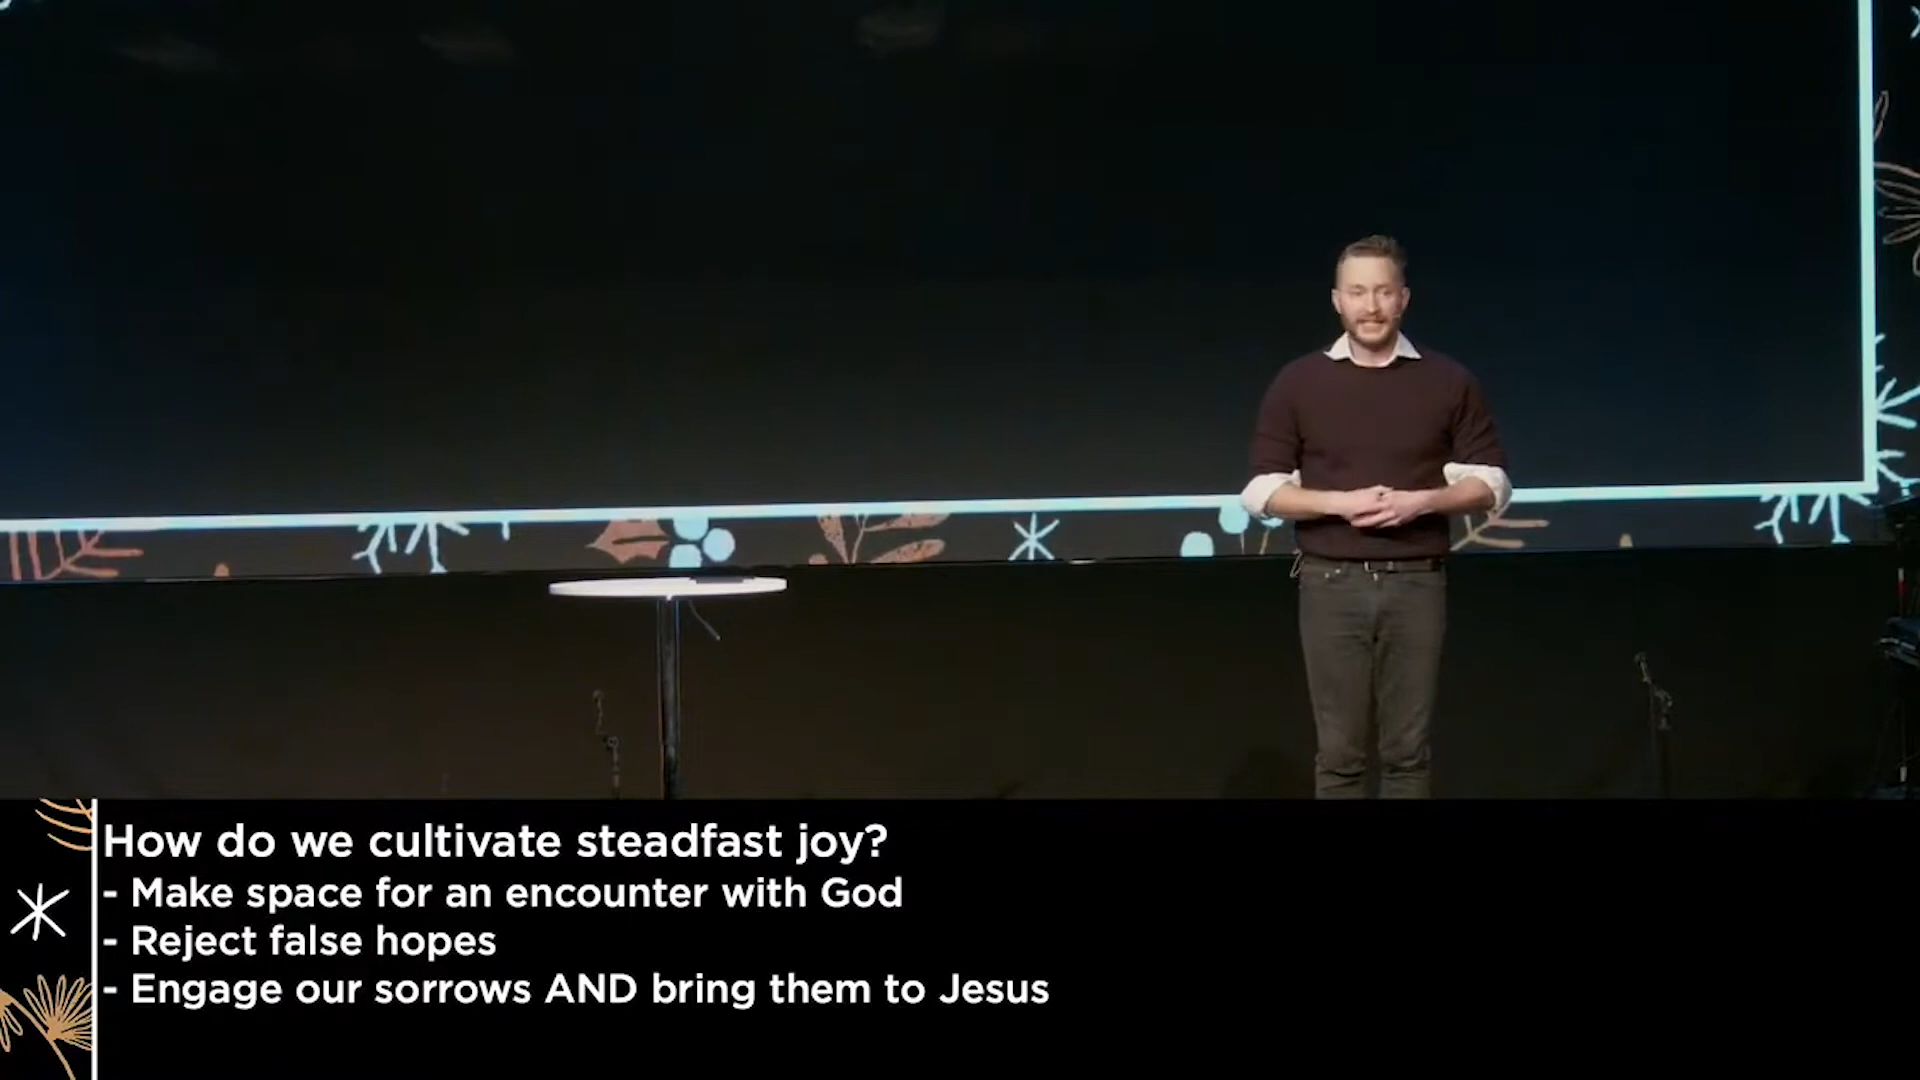 How do we cultivate steadfast joy?
- Make space for an encounter with God
- Reject false hopes
- Engage our sorrows AND bring them to Jesus